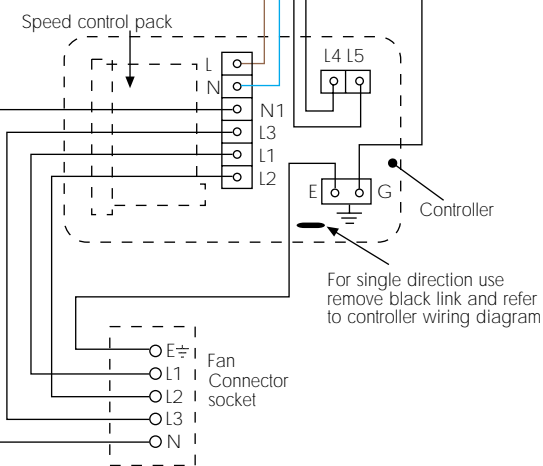 Speed control pack
L
N
N1
L3
L1
L2
L4 L5
E
G
Controller
For single direction use
remove black link and refer
to controller wiring diagram
E
L1
L2
L3
N
Fan
Connector
socket